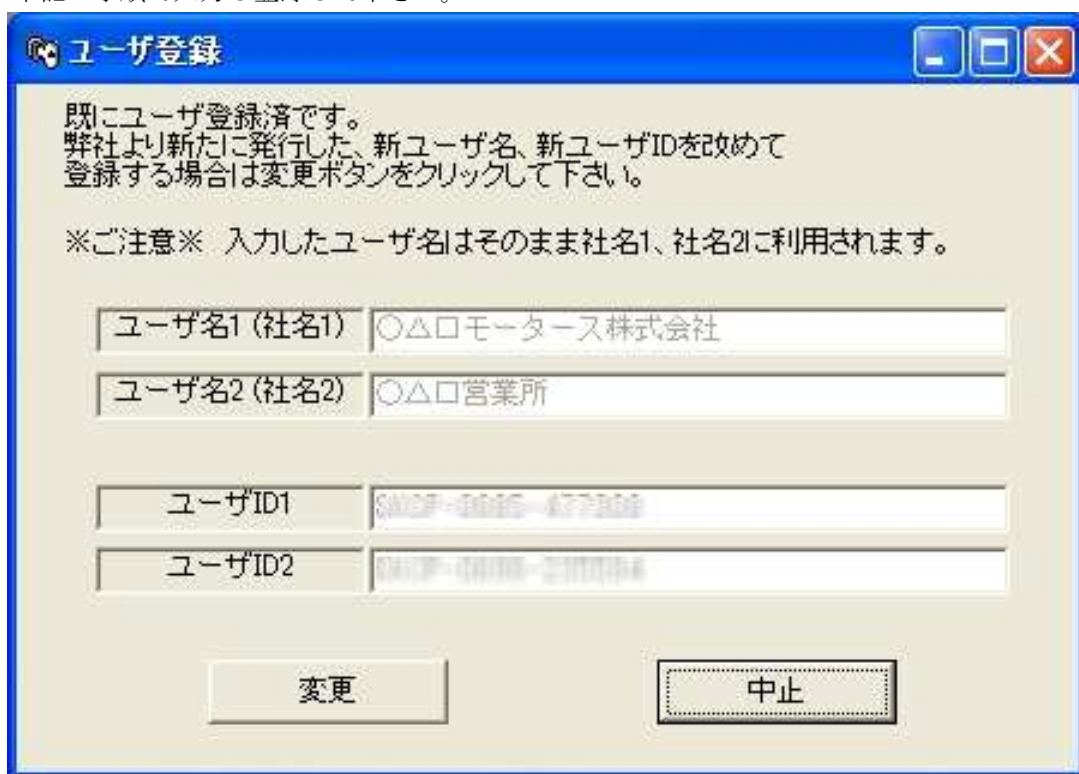 ユーザ登録
既にユーザ登録済です。
弊社より新たに発行した、新ユーザ名、新ユーザIDを改めて
登録する場合は変更ボタンをクリックして下さい。
※ご注意※ 入力したユーザ名はそのまま社名1、社名2に利用されます。
ユーザ名1(社名1) ○△□モータース株式会社
ユーザ名2(社名2) ○△□営業所
ユーザID1
ユーザID2
変更 中止